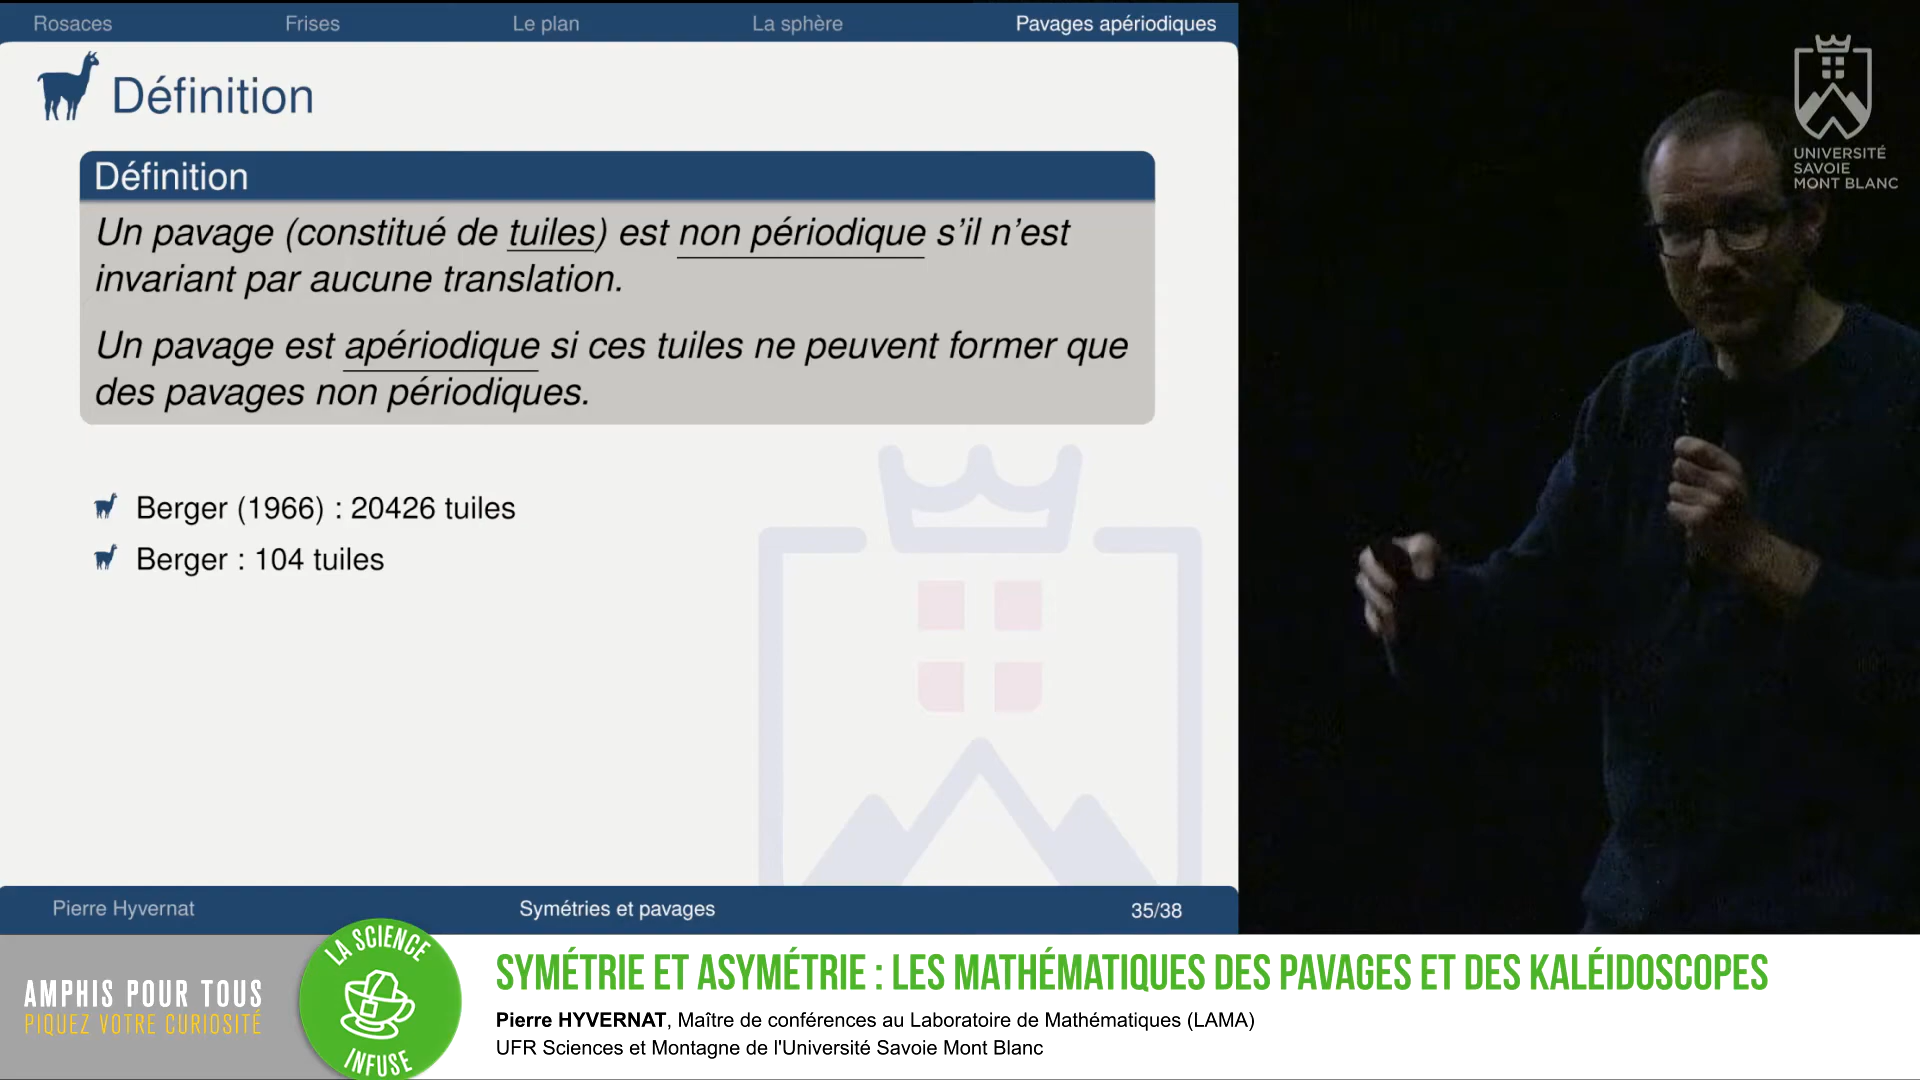 Rosaces Frises Le plan La sphère Pavages apériodiques
Définition
Définition
Un pavage (constitué de tuiles) est non périodique s'il n'est
invariant par aucune translation.
Un pavage est apériodique si ces tuiles ne peuvent former que
des pavages non périodiques.
Berger (1966) : 20426 tuiles
Berger : 104 tuiles
Pierre Hyvernat Symétries et pavages 35/38
UNIVERSITÉ
SAVOIE
MONT BLANC
AMPHIS POUR TOUS
PIQUEZ VOTRE CURIOSITÉ
LA SCIENCE
INFUSE
SYMÉTRIE ET ASYMÉTRIE : LES MATHÉMATIQUES DES PAVAGES ET DES KALÉIDOSCOPES
Pierre HYVERNAT, Maître de conférences au Laboratoire de Mathématiques (LAMA)
UFR Sciences et Montagne de l'Université Savoie Mont Blanc